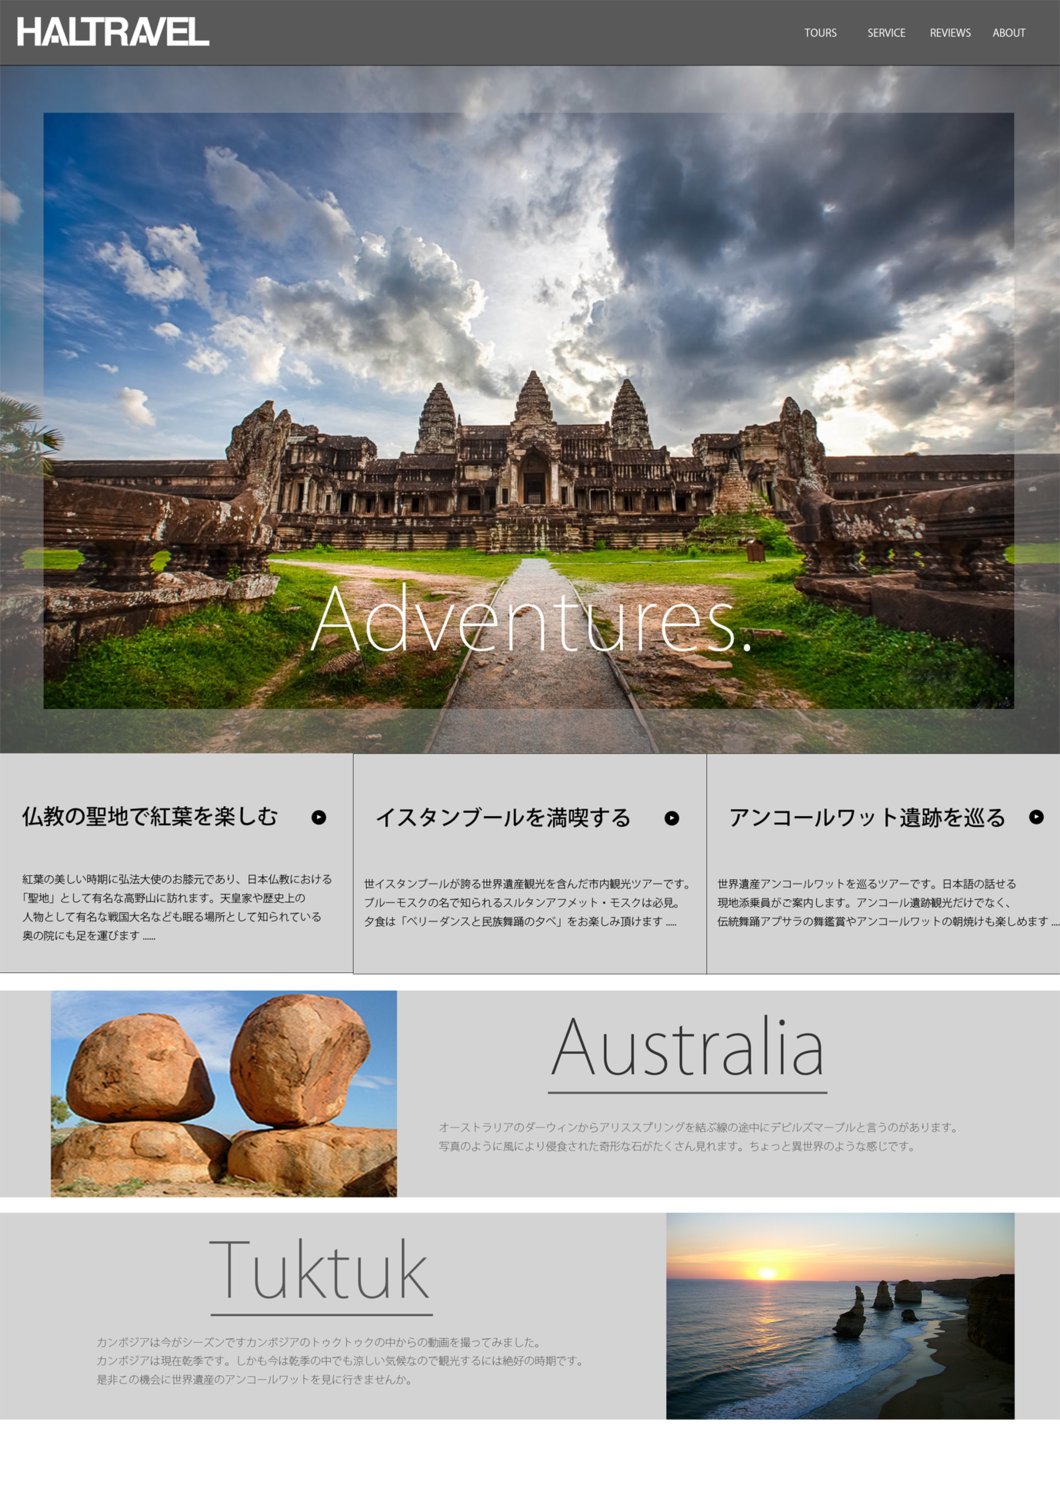 HALTRAVEL
TOURS SERVICE REVIEWS ABOUT
Adventures.
仏教の聖地で紅葉を楽しむ
紅葉の美しい時期に弘法大使のお膝元であり、日本仏教における
「聖地」として有名な高野山に訪れます。天皇家や歴史上の
人物として有名な戦国大名なども眠る場所として知られている
奥の院にも足を運びます ......
イスタンブールを満喫する
世イスタンブールが誇る世界遺産観光を含んだ市内観光ツアーです。
ブルーモスクの名で知られるスルタンアフメット・モスクは必見。
夕食は「ベリーダンスと民族舞踊の夕べ」をお楽しみ頂けます .....
アンコールワット遺跡を巡る
世界遺産アンコールワットを巡るツアーです。日本語の話せる
現地添乗員がご案内します。アンコール遺跡観光だけでなく、
伝統舞踊アプサラの舞鑑賞やアンコールワットの朝焼けも楽しめます ....
Australia
オーストラリアのダーウィンからアリススプリングを結ぶ線の途中にデビルズマーブルと言うのがあります。
写真のように風により侵食された奇形な石がたくさん見れます。ちょっと異世界のような感じです。
Tuktuk
カンボジアは今がシーズンですカンボジアのトゥクトゥクの中からの動画を撮ってみました。
カンボジアは現在乾季です。しかも今は乾季の中でも涼しい気候なので観光するには絶好の時期です。
是非この機会に世界遺産のアンコールワットを見に行きませんか。